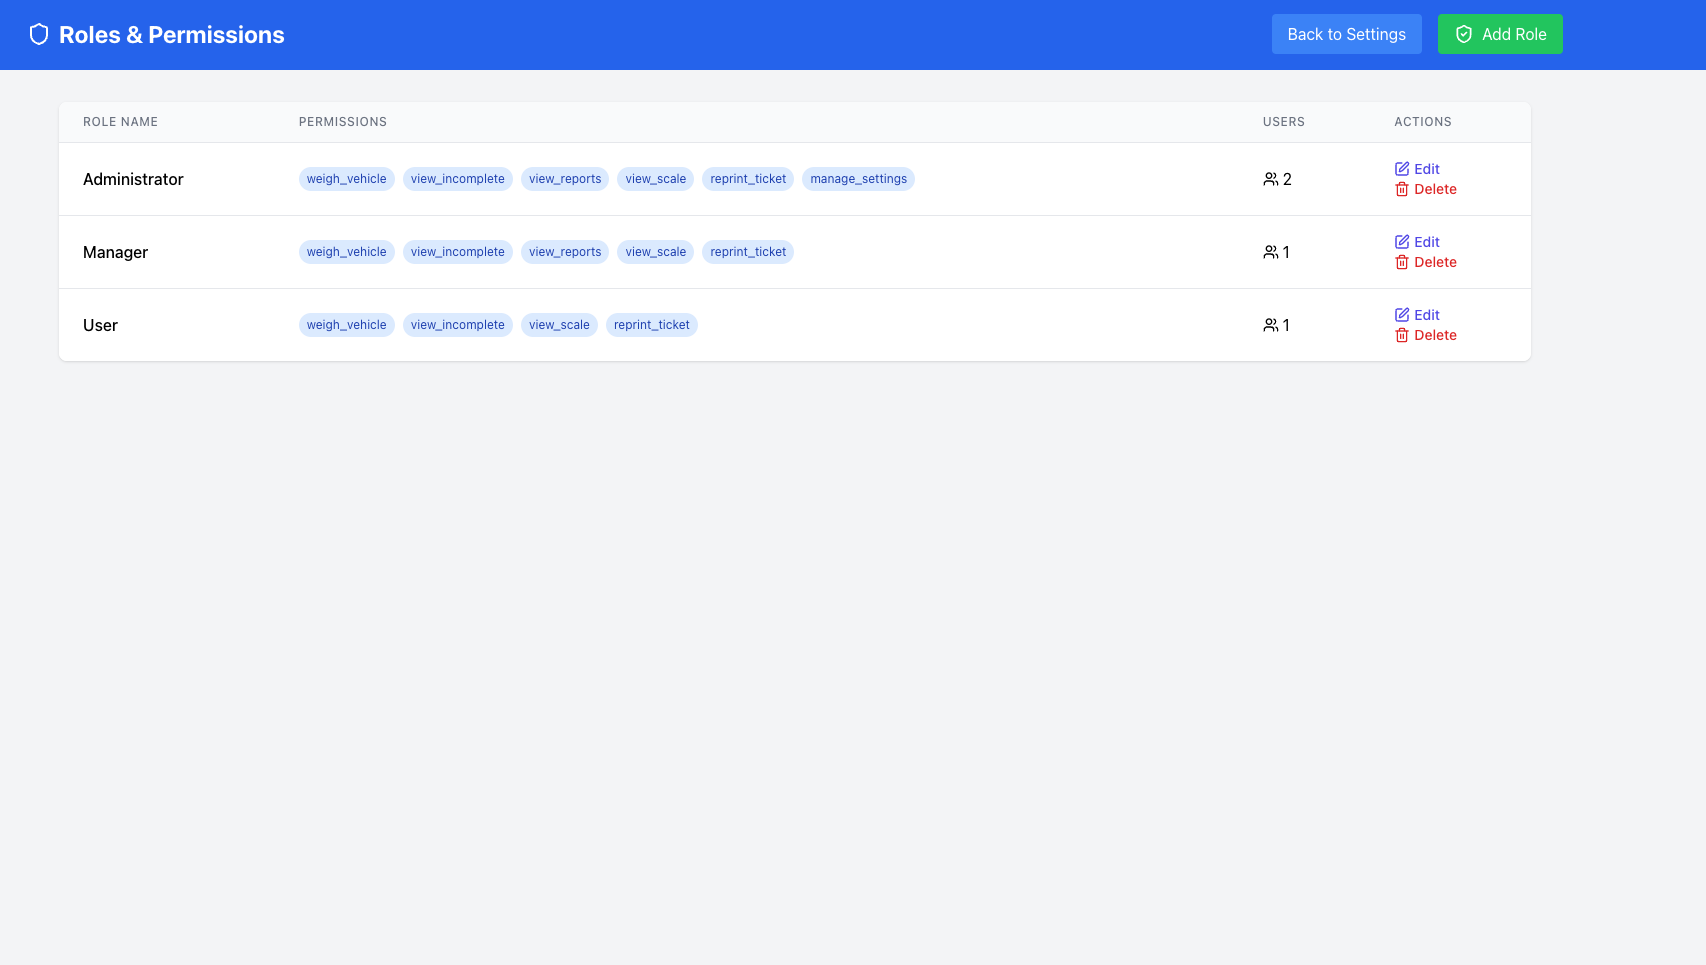 Roles & Permissions
Back to Settings
Add Role
ROLE NAME PERMISSIONS USERS ACTIONS
Administrator weigh_vehicle view_incomplete view_reports view_scale reprint_ticket manage_settings 2 Edit
Delete
Manager weigh_vehicle view_incomplete view_reports view_scale reprint_ticket 1 Edit
Delete
User weigh_vehicle view_incomplete view_scale reprint_ticket 1 Edit
Delete